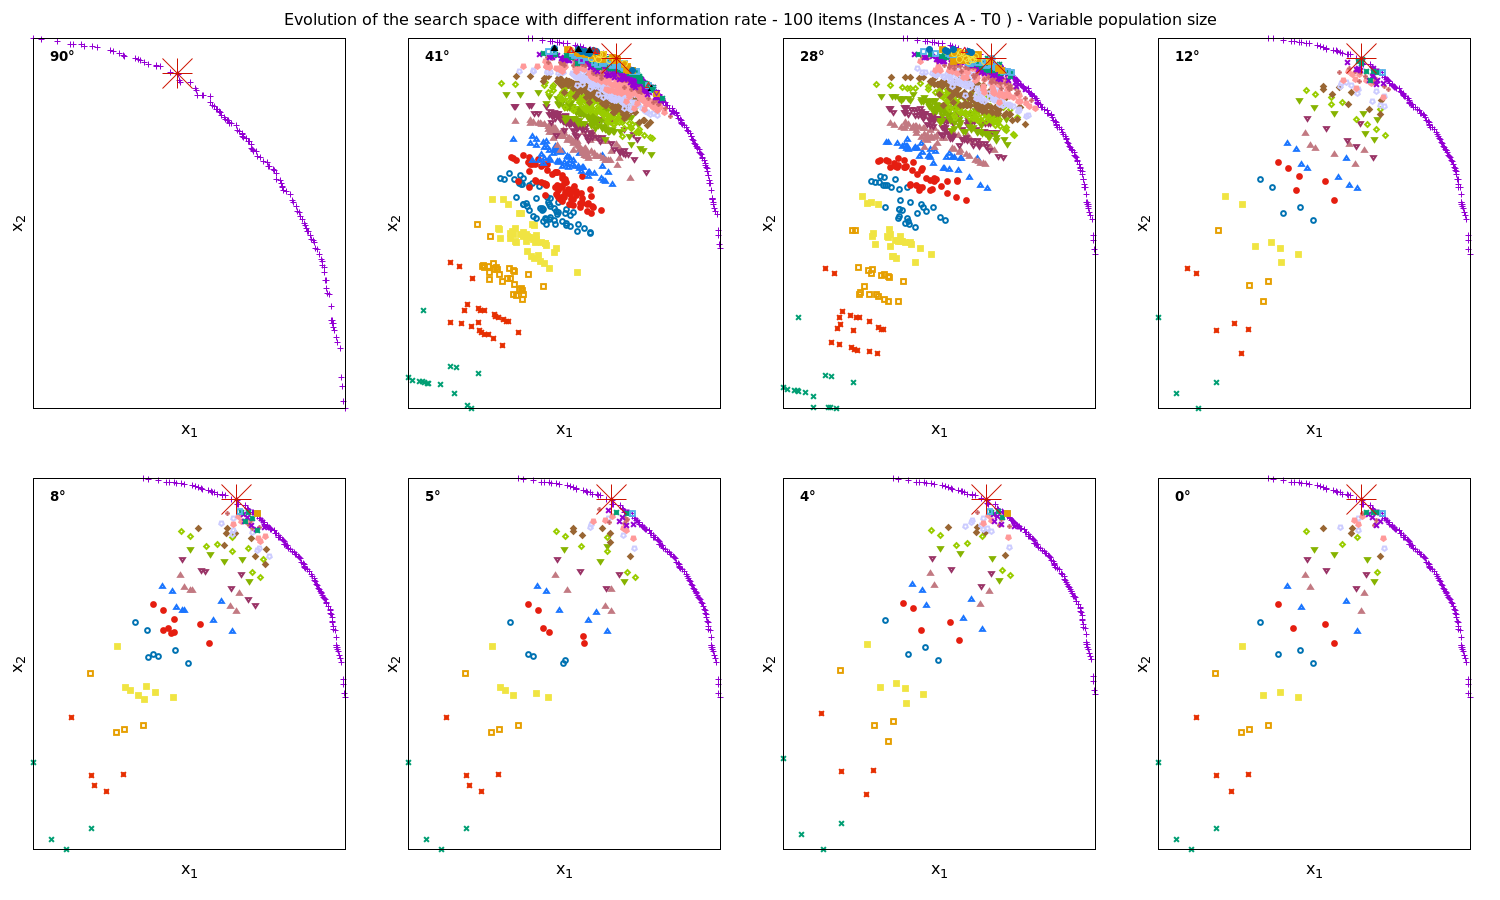 Evolution of the search space with different information rate - 100 items (Instances A - T0 ) - Variable population size
90°
41°
28°
12°
x2
x2
x2
x2
x1
x1
x1
x1
8°
5°
4°
0°
x2
x2
x2
x2
x1
x1
x1
x1